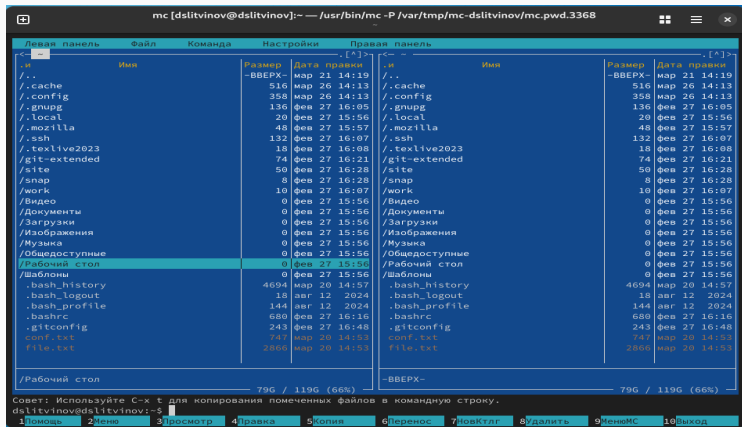 mc [dslitvinov@dslitvinov]:~ — /usr/bin/mc -P /var/tmp/mc-dslitvinov/mc.pwd.3368
Левая панель Файл Команда Настройки Правая панель
<— ~ .[^]> <— ~ .[^]>
.и Имя Размер Дата правки .и Имя Размер Дата правки
/.. -ВВЕРХ- мар 21 14:19 /.. -ВВЕРХ- мар 21 14:19
/.cache 516 мар 26 14:13 /.cache 516 мар 26 14:13
/.config 358 мар 26 14:13 /.config 358 мар 26 14:13
/.gnupg 136 фев 27 16:05 /.gnupg 136 фев 27 16:05
/.local 20 фев 27 15:56 /.local 20 фев 27 15:56
/.mozilla 48 фев 27 15:57 /.mozilla 48 фев 27 15:57
/.ssh 132 фев 27 16:07 /.ssh 132 фев 27 16:07
/.texlive2023 18 фев 27 16:08 /.texlive2023 18 фев 27 16:08
/git-extended 74 фев 27 16:21 /git-extended 74 фев 27 16:21
/site 50 фев 27 16:28 /site 50 фев 27 16:28
/snap 8 фев 27 16:28 /snap 8 фев 27 16:28
/work 10 фев 27 16:07 /work 10 фев 27 16:07
/Видео 0 фев 27 15:56 /Видео 0 фев 27 15:56
/Документы 0 фев 27 15:56 /Документы 0 фев 27 15:56
/Загрузки 0 фев 27 15:56 /Загрузки 0 фев 27 15:56
/Изображения 0 фев 27 15:56 /Изображения 0 фев 27 15:56
/Музыка 0 фев 27 15:56 /Музыка 0 фев 27 15:56
/Общедоступные 0 фев 27 15:56 /Общедоступные 0 фев 27 15:56
/Рабочий стол 0 фев 27 15:56 /Рабочий стол 0 фев 27 15:56
/Шаблоны 0 фев 27 15:56 /Шаблоны 0 фев 27 15:56
.bash_history 4694 мар 20 14:57 .bash_history 4694 мар 20 14:57
.bash_logout 18 авг 12 2024 .bash_logout 18 авг 12 2024
.bash_profile 144 авг 12 2024 .bash_profile 144 авг 12 2024
.bashrc 680 фев 27 16:16 .bashrc 680 фев 27 16:16
.gitconfig 243 фев 27 16:48 .gitconfig 243 фев 27 16:48
conf.txt 747 мар 20 14:53 conf.txt 747 мар 20 14:53
file.txt 2866 мар 20 14:53 file.txt 2866 мар 20 14:53
/Рабочий стол -ВВЕРХ-
79G / 119G (66%) 79G / 119G (66%)
Совет: Используйте C-x t для копирования помеченных файлов в командную строку.
dslitvinov@dslitvinov:~$
1Помощь 2Меню 3Просмотр 4Правка 5Копия 6Перенос 7НовКтлг 8Удалить 9МенюМС 10Выход